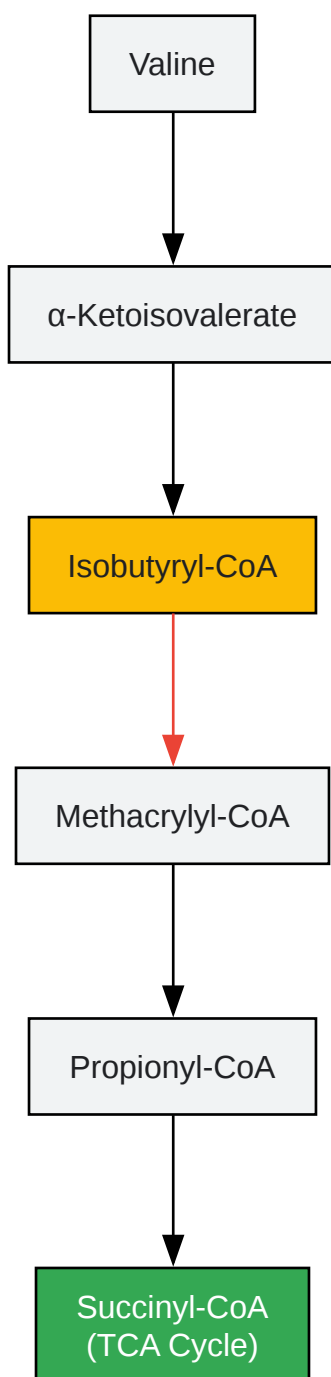 Valine
α-Ketoisovalerate
Isobutyryl-CoA
Methacrylyl-CoA
Propionyl-CoA
Succinyl-CoA
(TCA Cycle)